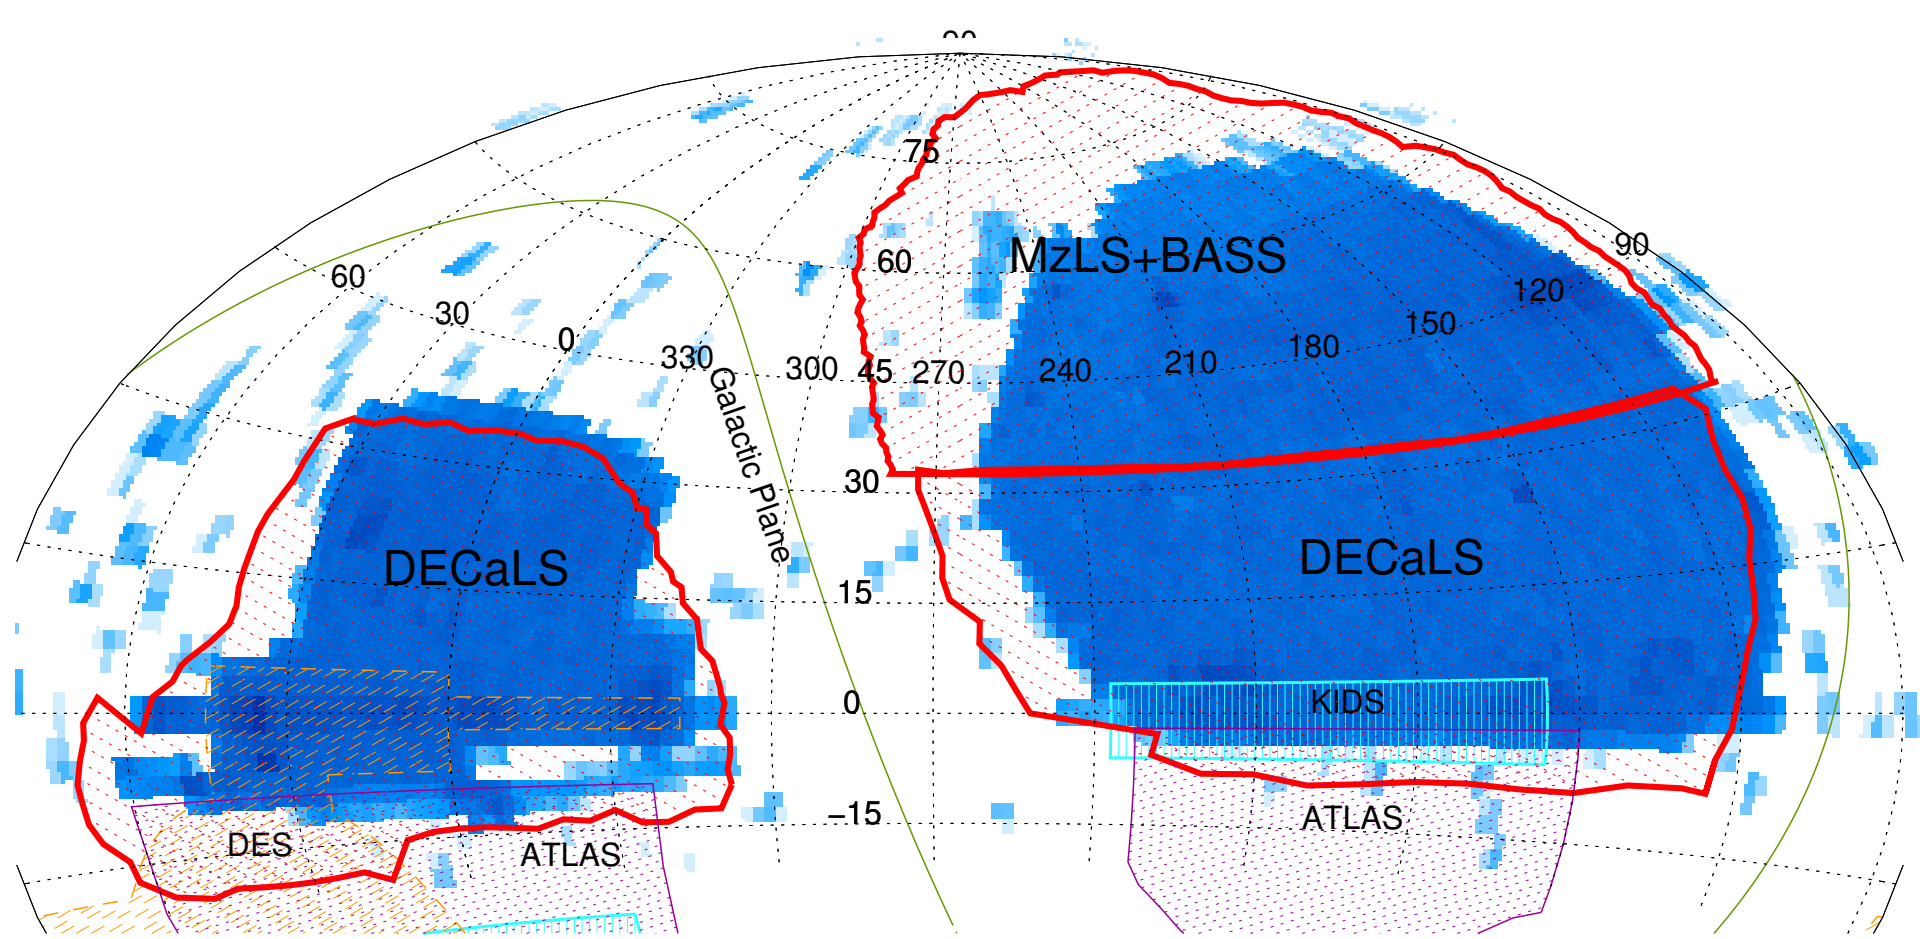 90
75
MzLS+BASS
60
90
60
120
30
150
0
180
330
210
300
45
270
240
Galactic Plane
30
DECaLS
DECaLS
15
0
KIDS
−15
ATLAS
DES
ATLAS